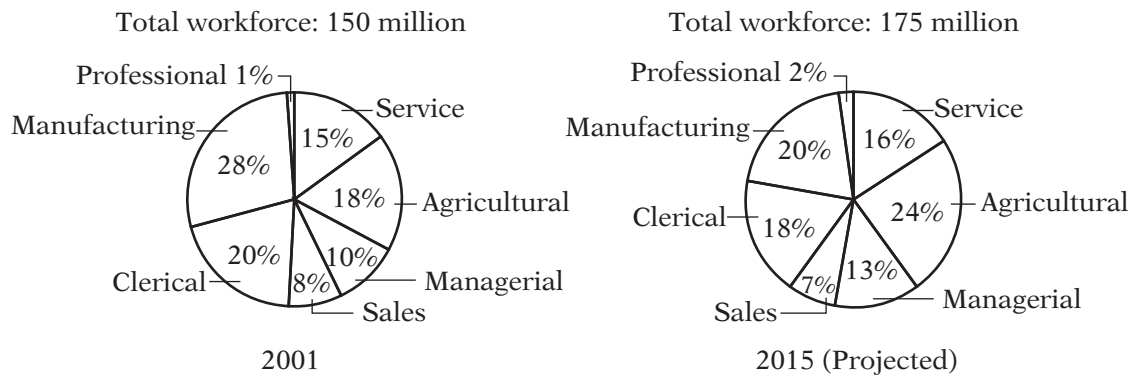 Total workforce: 150 million
Professional 1%
Service
Manufacturing
15%
28%
18%
Agricultural
20%
10%
Clerical
8%
Managerial
Sales
2001
Total workforce: 175 million
Professional 2%
Service
Manufacturing
16%
20%
24%
Agricultural
Clerical
18%
13%
7%
Managerial
Sales
2015 (Projected)